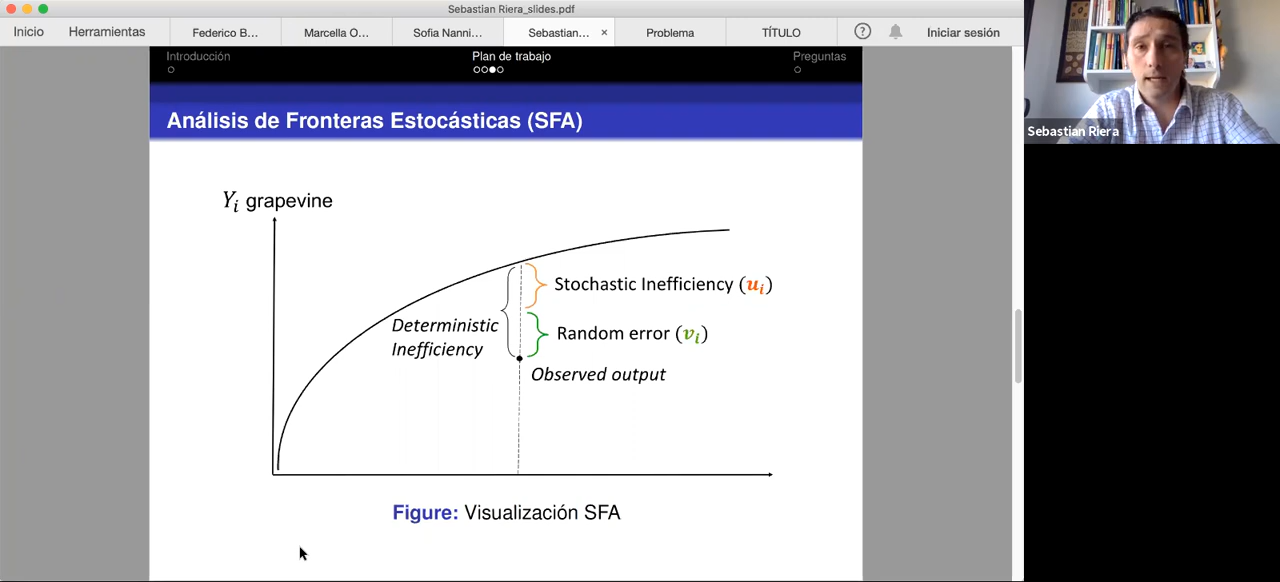 Sebastian Riera_slides.pdf
Inicio Herramientas Federico B... Marcella O... Sofia Nanni... Sebastian... × Problema TÍTULO ? Iniciar sesión
Introducción Plan de trabajo Preguntas
Análisis de Fronteras Estocásticas (SFA)
Yi grapevine
Stochastic Inefficiency (ui)
Deterministic
Inefficiency
Random error (vi)
Observed output
Figure: Visualización SFA
Sebastian Riera